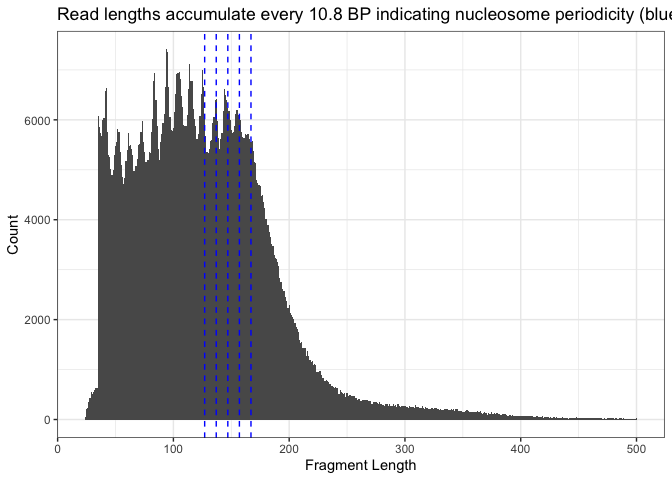 Read lengths accumulate every 10.8 BP indicating nucleosome periodicity (blue
6000
4000
2000
0
Count
0 100 200 300 400 500
Fragment Length